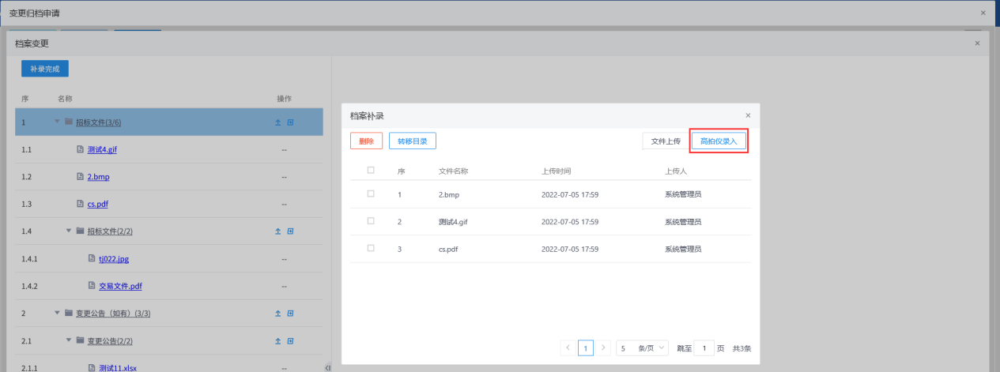 变更归档申请
档案变更
补录完成
序 名称 操作
1 招标文件(3/6)
1.1 测试4.gif --
1.2 2.bmp --
1.3 cs.pdf --
1.4 招标文件(2/2)
1.4.1 tj022.jpg --
1.4.2 交易文件.pdf --
2 变更公告（如有）(3/3)
2.1 变更公告(2/2)
2.1.1 测试11.xlsx --
档案补录
删除 转移目录 文件上传 高拍仪录入
序 文件名称 上传时间 上传人
1 2.bmp 2022-07-05 17:59 系统管理员
2 测试4.gif 2022-07-05 17:59 系统管理员
3 cs.pdf 2022-07-05 17:59 系统管理员
1 5 条/页 跳至 1 页 共3条